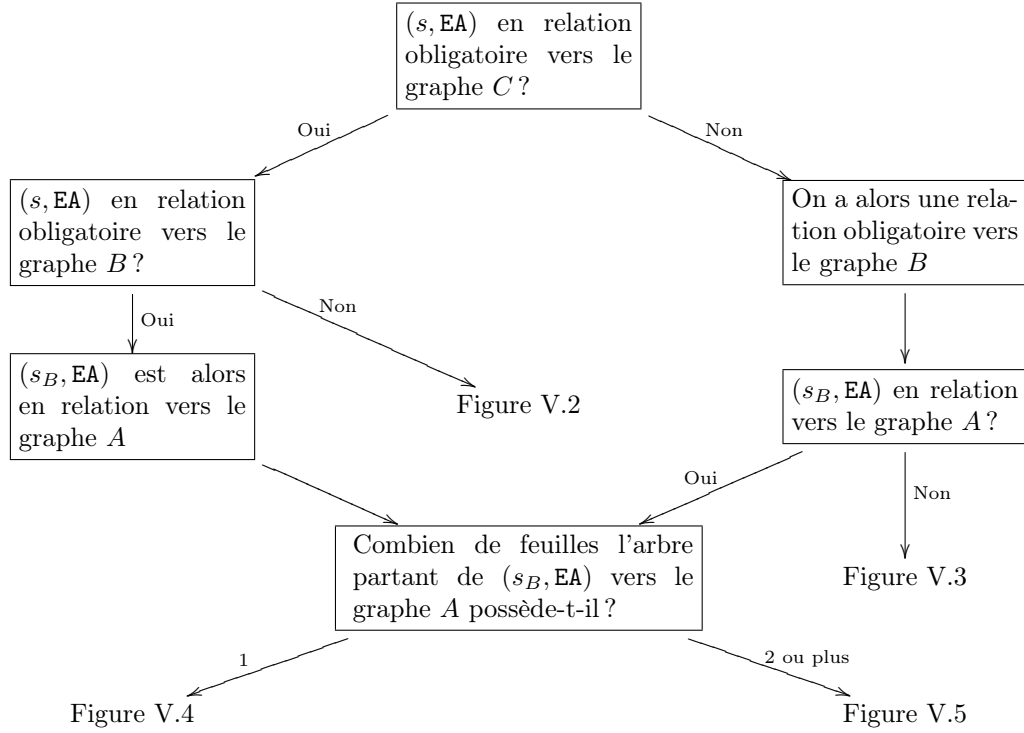 (s, EA) en relation
obligatoire vers le
graphe C ?
Oui
Non
(s, EA) en relation
obligatoire vers le
graphe B ?
On a alors une rela-
tion obligatoire vers
le graphe B
Oui
Non
(s_B, EA) est alors
en relation vers le
graphe A
Figure V.2
(s_B, EA) en relation
vers le graphe A ?
Oui
Non
Combien de feuilles l'arbre
partant de (s_B, EA) vers le
graphe A possède-t-il ?
Figure V.3
1
2 ou plus
Figure V.4
Figure V.5